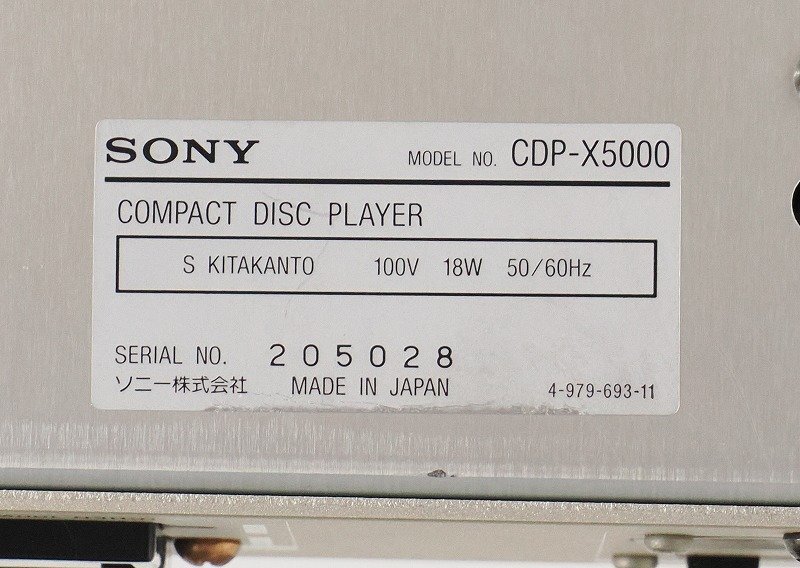 SONY MODEL NO. CDP-X5000
COMPACT DISC PLAYER
S KITAKANTO 100V 18W 50/60Hz
SERIAL NO. 205028
ソニー株式会社 MADE IN JAPAN 4-979-693-11